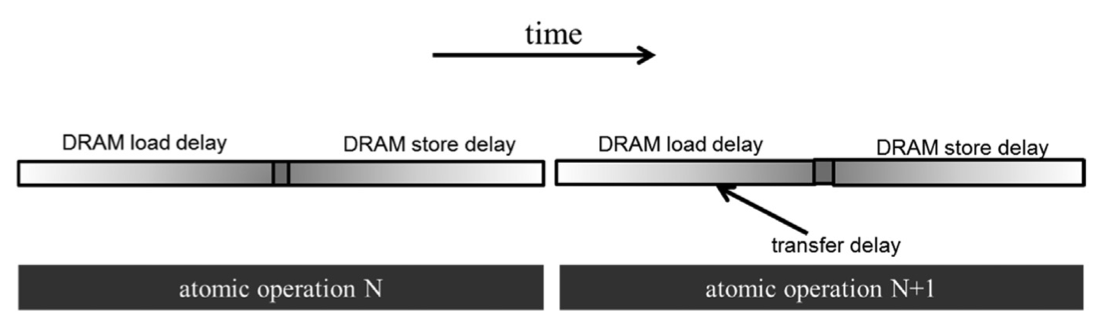 time
DRAM load delay
DRAM store delay
DRAM load delay
DRAM store delay
transfer delay
atomic operation N
atomic operation N+1